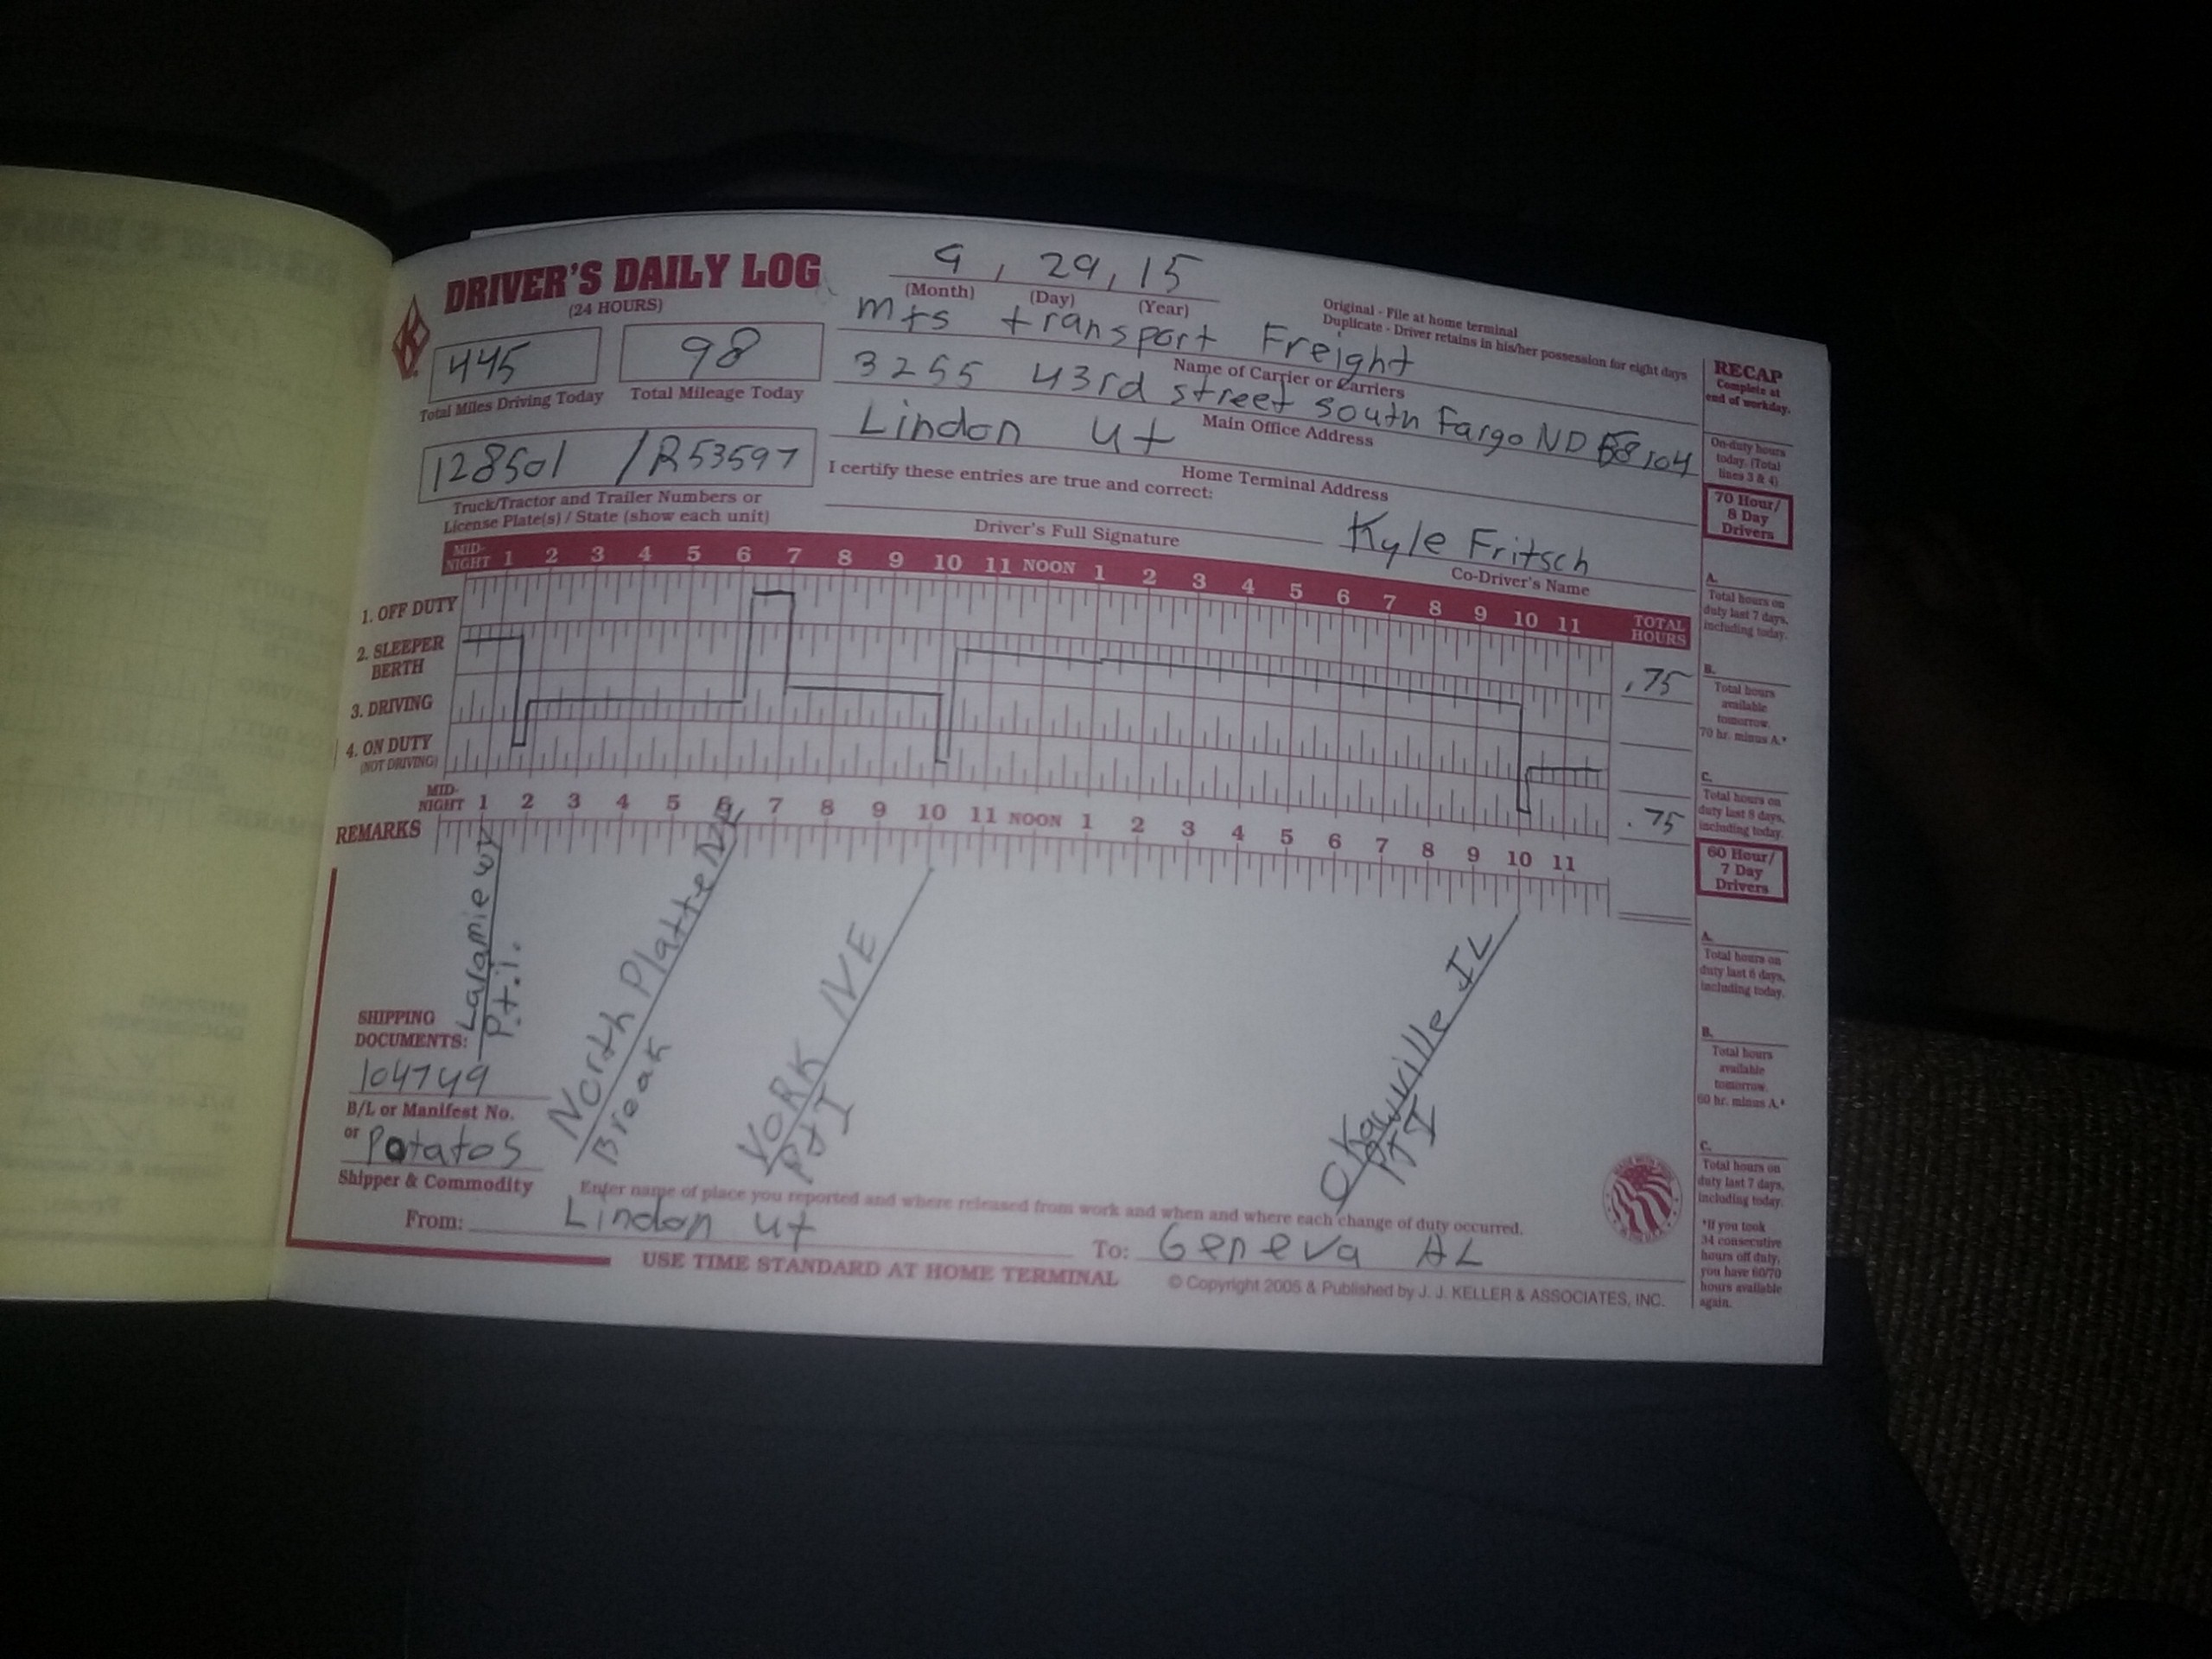 DRIVER'S DAILY LOG
(24 HOURS)
9 , 29 , 15
(Month) (Day) (Year)
Original - File at home terminal
Duplicate - Driver retains in his/her possession for eight days
445
Total Miles Driving Today
98
Total Mileage Today
mts transport Freight
Name of Carrier or Carriers
3255 43rd street south Fargo ND 58104
Main Office Address
Lindon ut
Home Terminal Address
128501 /R53597
Truck/Tractor and Trailer Numbers or
License Plate(s) / State (show each unit)
I certify these entries are true and correct:
Driver's Full Signature
Kyle Fritsch
Co-Driver's Name
MID-NIGHT 1 2 3 4 5 6 7 8 9 10 11 NOON 1 2 3 4 5 6 7 8 9 10 11 TOTAL HOURS
1. OFF DUTY
.75
2. SLEEPER BERTH
3. DRIVING
4. ON DUTY (NOT DRIVING)
.75
MID-NIGHT 1 2 3 4 5 6 7 8 9 10 11 NOON 1 2 3 4 5 6 7 8 9 10 11
REMARKS
Laramie wy
P.t.i.
North Platte NE
Break
YORK NE
Pt I
Okawville IL
Pt I
SHIPPING
DOCUMENTS:
104749
B/L or Manifest No.
or
Potatos
Shipper & Commodity
Enter name of place you reported and where released from work and when and where each change of duty occurred.
From: Lindon ut
To: Geneva AL
USE TIME STANDARD AT HOME TERMINAL
© Copyright 2005 & Published by J. J. KELLER & ASSOCIATES, INC.
RECAP
Complete at
end of workday.
On-duty hours
today. (Total
lines 3 & 4)
70 Hour/
8 Day
Drivers
A.
Total hours on
duty last 7 days,
including today.
B.
Total hours
available
tomorrow.
70 hr. minus A.*
C.
Total hours on
duty last 8 days,
including today.
60 Hour/
7 Day
Drivers
A.
Total hours on
duty last 6 days,
including today.
B.
Total hours
available
tomorrow.
60 hr. minus A.*
C.
Total hours on
duty last 7 days,
including today.
*If you took
34 consecutive
hours off duty,
you have 60/70
hours available
again.